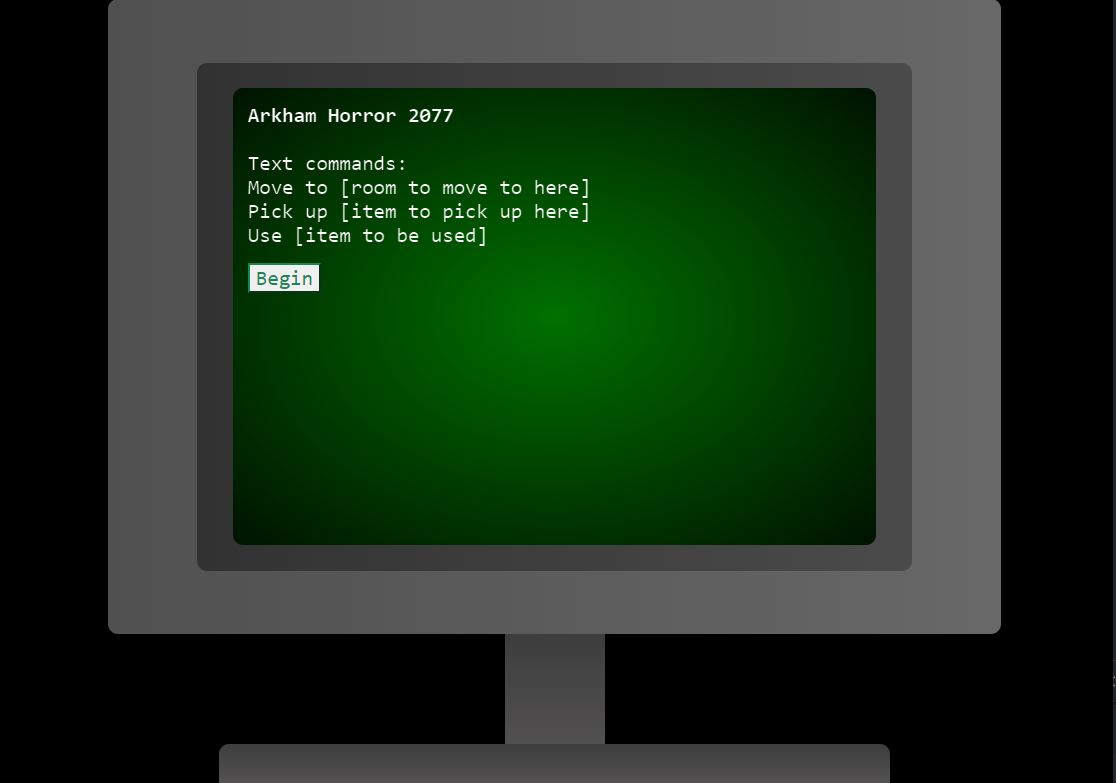 Arkham Horror 2077
Text commands:
Move to [room to move to here]
Pick up [item to pick up here]
Use [item to be used]
Begin